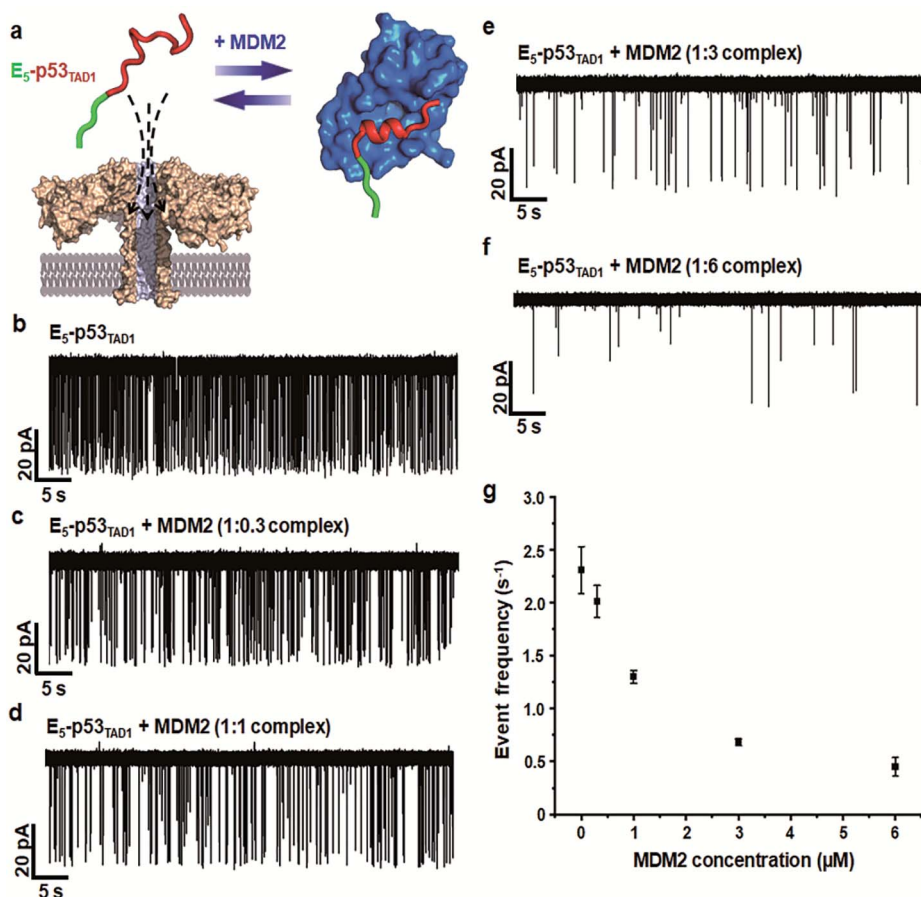 a
E5-p53TAD1
+ MDM2
b
E5-p53TAD1
20 pA
5 s
c
E5-p53TAD1 + MDM2 (1:0.3 complex)
20 pA
5 s
d
E5-p53TAD1 + MDM2 (1:1 complex)
20 pA
5 s
e
E5-p53TAD1 + MDM2 (1:3 complex)
20 pA
5 s
f
E5-p53TAD1 + MDM2 (1:6 complex)
20 pA
5 s
g
3.0
2.5
2.0
1.5
1.0
0.5
0
Event frequency (s-1)
0 1 2 3 4 5 6
MDM2 concentration (µM)